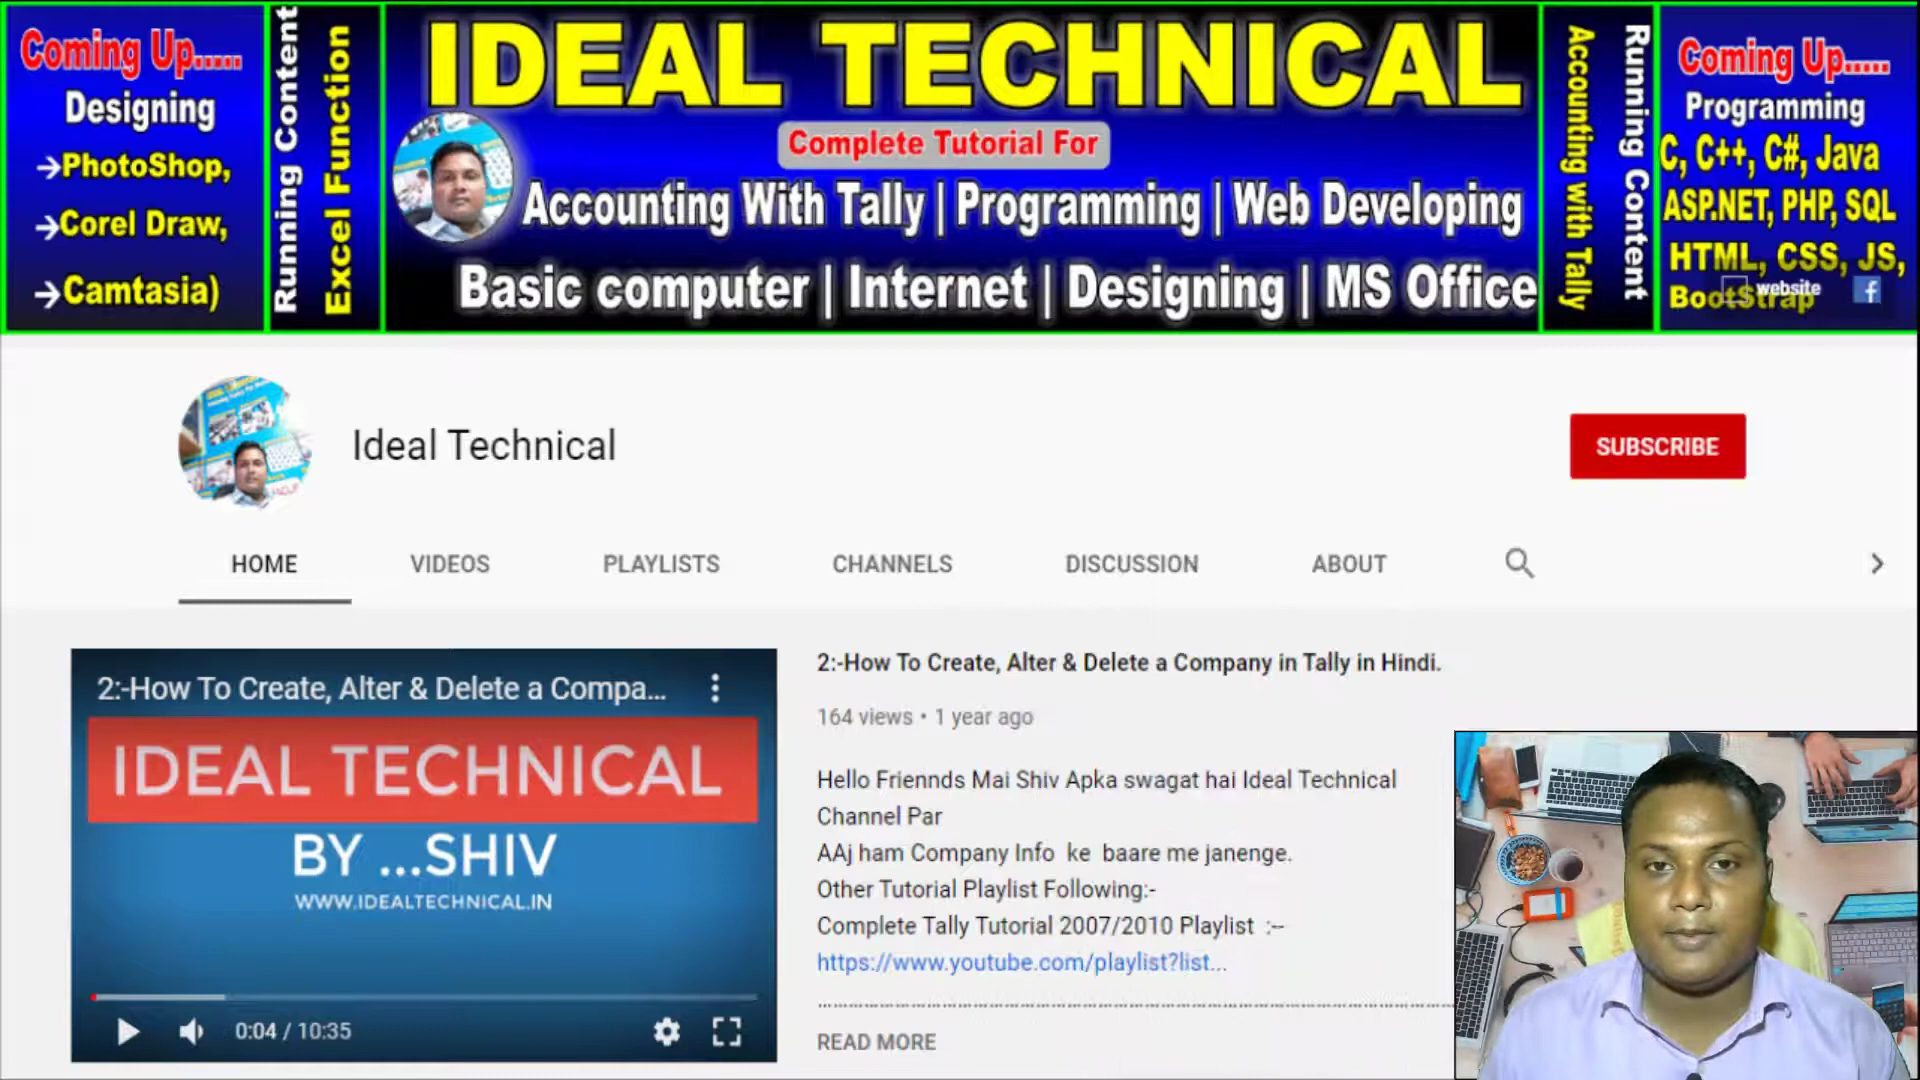 Coming Up.....
Designing
→PhotoShop,
→Corel Draw,
→Camtasia)
Running Content
Excel Function
IDEAL TECHNICAL
Complete Tutorial For
Accounting With Tally | Programming | Web Developing
Basic computer | Internet | Designing | MS Office
Accounting with Tally
Running Content
Coming Up.....
Programming
C, C++, C#, Java
ASP.NET, PHP, SQL
HTML, CSS, JS,
BootStrap
website
f
Ideal Technical
SUBSCRIBE
HOME VIDEOS PLAYLISTS CHANNELS DISCUSSION ABOUT
2:-How To Create, Alter & Delete a Compa...
IDEAL TECHNICAL
BY ...SHIV
WWW.IDEALTECHNICAL.IN
0:04 / 10:35
2:-How To Create, Alter & Delete a Company in Tally in Hindi.
164 views • 1 year ago
Hello Friennds Mai Shiv Apka swagat hai Ideal Technical
Channel Par
AAj ham Company Info ke baare me janenge.
Other Tutorial Playlist Following:-
Complete Tally Tutorial 2007/2010 Playlist :--
https://www.youtube.com/playlist?list...
READ MORE